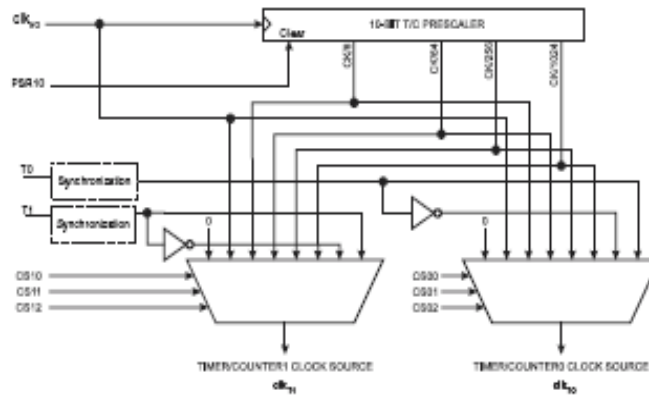 clkI/O
10-BIT T/C PRESCALER
Clear
PSR10
CK/8
CK/64
CK/256
CK/1024
T0
Synchronization
T1
Synchronization
0
0
CS10
CS11
CS12
CS00
CS01
CS02
TIMER/COUNTER1 CLOCK SOURCE
clkT1
TIMER/COUNTER0 CLOCK SOURCE
clkT0